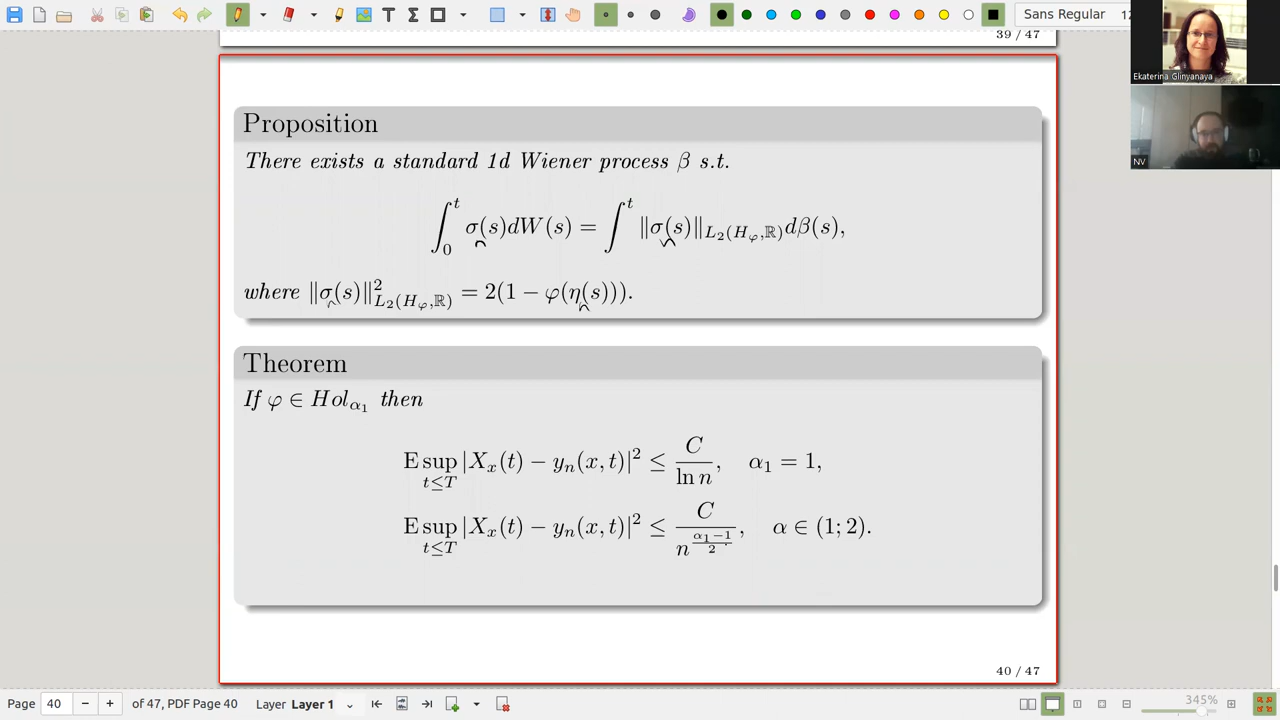 Sans Regular 12
39 / 47
Ekaterina Glinyanaya
NV
Proposition
There exists a standard 1d Wiener process β s.t.
∫₀ᵗ σ(s)dW(s) = ∫ᵗ ‖σ(s)‖_{L₂(H_φ,ℝ)} dβ(s),
where ‖σ(s)‖²_{L₂(H_φ,ℝ)} = 2(1 − φ(η(s))).
Theorem
If φ ∈ Hol_{α₁} then
E sup_{t≤T} |X_x(t) − y_n(x, t)|² ≤ C / ln n, α₁ = 1,
E sup_{t≤T} |X_x(t) − y_n(x, t)|² ≤ C / n^{(α₁−1)/2}, α ∈ (1; 2).
40 / 47
Page 40 of 47, PDF Page 40 Layer Layer 1 345%